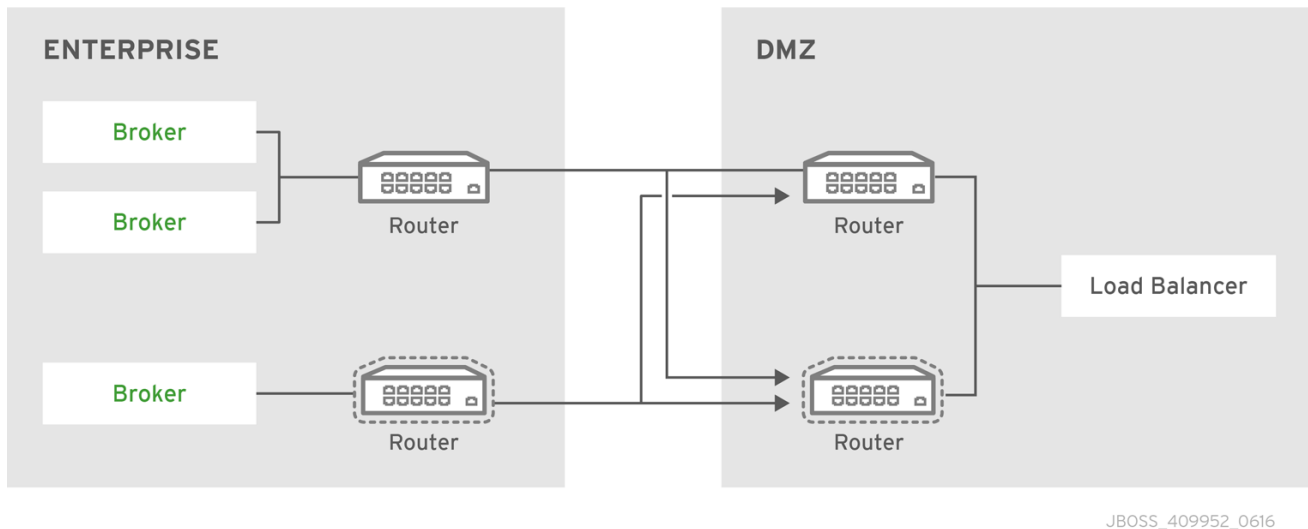 ENTERPRISE
Broker
Broker
Router
Broker
Router
DMZ
Router
Load Balancer
Router
JBOSS_409952_0616